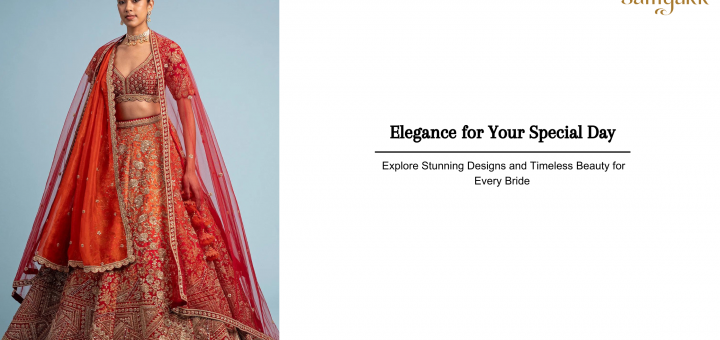 Elegance for Your Special Day
Explore Stunning Designs and Timeless Beauty for
Every Bride